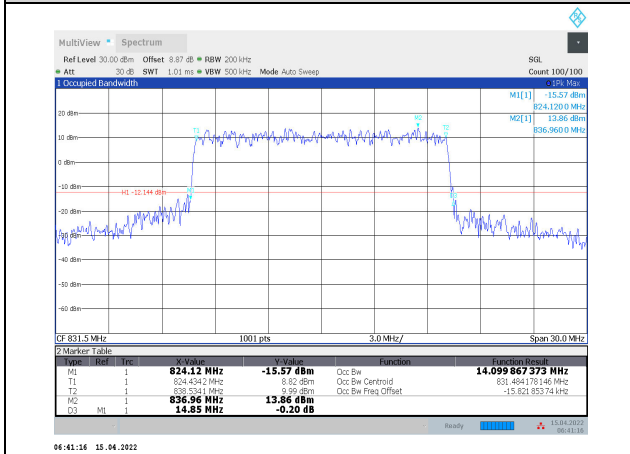 MultiView Spectrum
Ref Level 30.00 dBm Offset 8.87 dB RBW 200 kHz SGL
Att 30 dB SWT 1.01 ms VBW 500 kHz Mode Auto Sweep Count 100/100
1 Occupied Bandwidth 1Pk Max
M1[1] -15.57 dBm
824.1200 MHz
M2[1] 13.86 dBm
836.9600 MHz
20 dBm
M2
T1 T2
10 dBm
0 dBm
-10 dBm
H1 -12.144 dBm
M1
-20 dBm
-30 dBm
-40 dBm
-50 dBm
-60 dBm
CF 831.5 MHz 1001 pts 3.0 MHz/ Span 30.0 MHz
2 Marker Table
Type Ref Trc X-Value Y-Value Function Function Result
M1 1 824.12 MHz -15.57 dBm Occ Bw 14.099 867 373 MHz
T1 1 824.4342 MHz 8.82 dBm Occ Bw Centroid 831.484 178 146 MHz
T2 1 838.5341 MHz 9.99 dBm Occ Bw Freq Offset -15.821 853 74 kHz
M2 1 836.96 MHz 13.86 dBm
D3 M1 1 14.85 MHz -0.20 dB
Ready 15.04.2022
06:41:16
06:41:16 15.04.2022